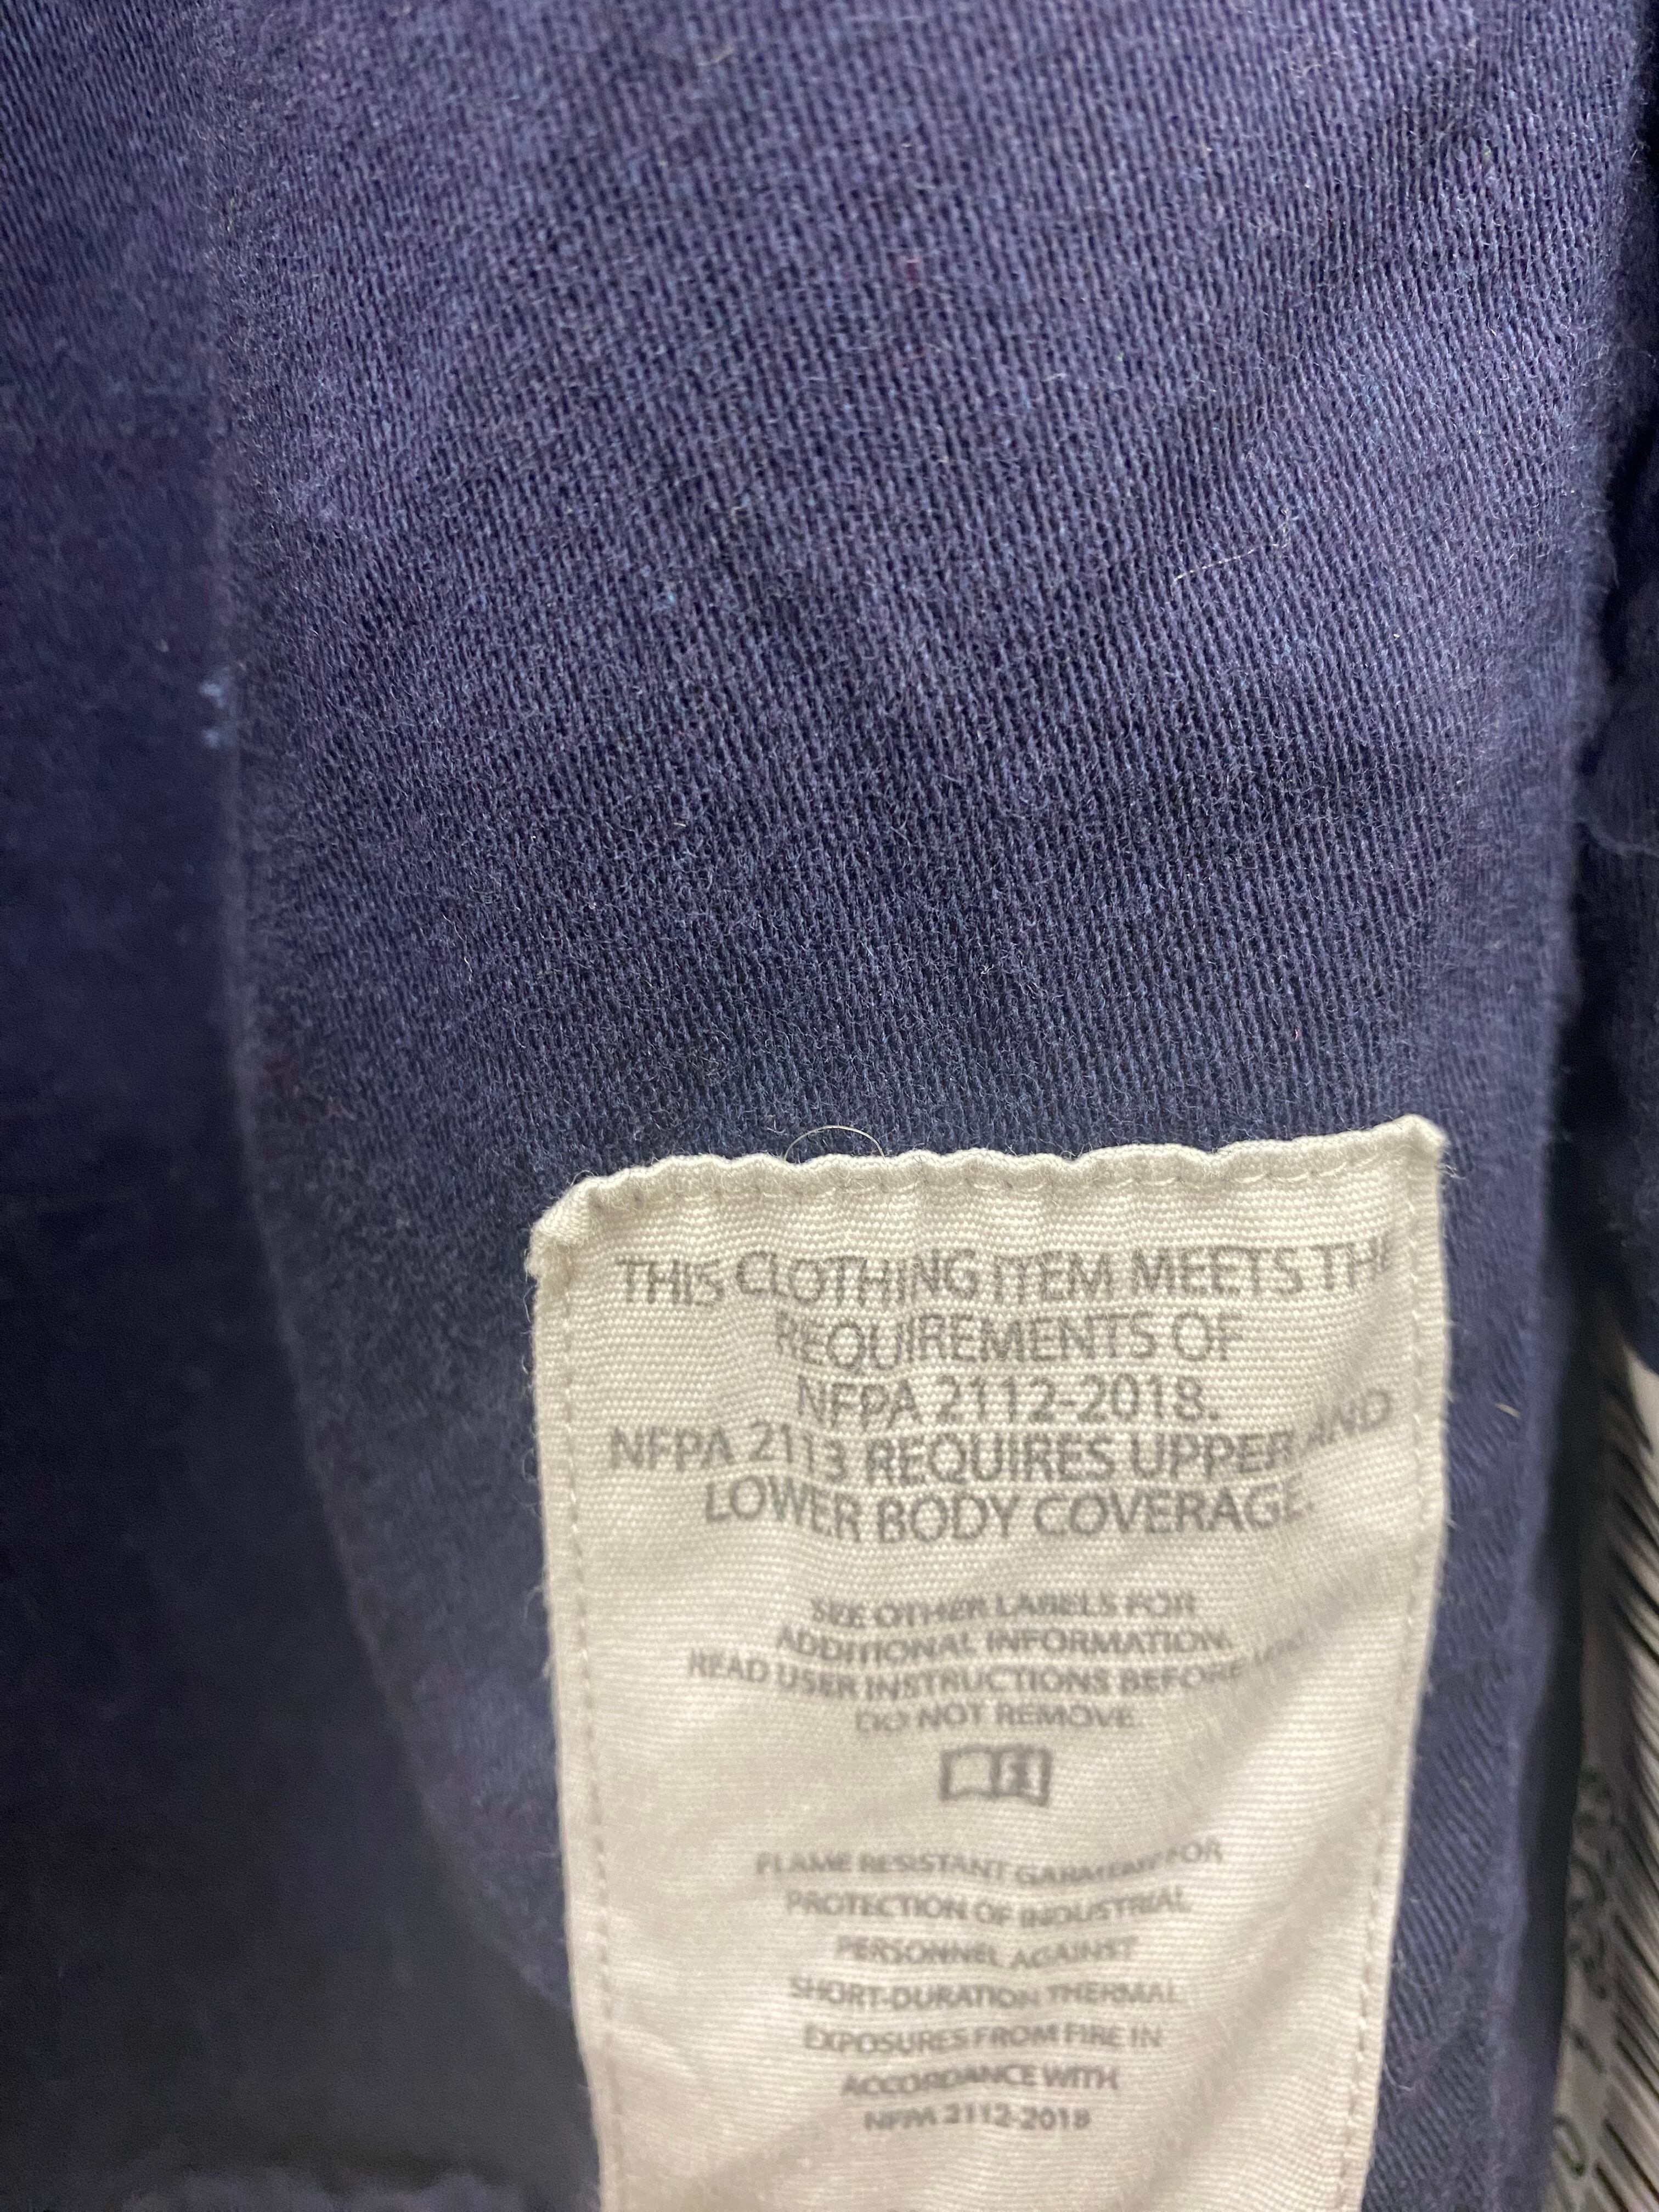 THIS CLOTHING ITEM MEETS THE
REQUIREMENTS OF
NFPA 2112-2018.
NFPA 2113 REQUIRES UPPER AND
LOWER BODY COVERAGE.
SEE OTHER LABELS FOR
ADDITIONAL INFORMATION.
READ USER INSTRUCTIONS BEFORE
DO NOT REMOVE.
FLAME RESISTANT GARMENT FOR
PROTECTION OF INDUSTRIAL
PERSONNEL AGAINST
SHORT-DURATION THERMAL
EXPOSURES FROM FIRE IN
ACCORDANCE WITH
NFPA 2112-2018